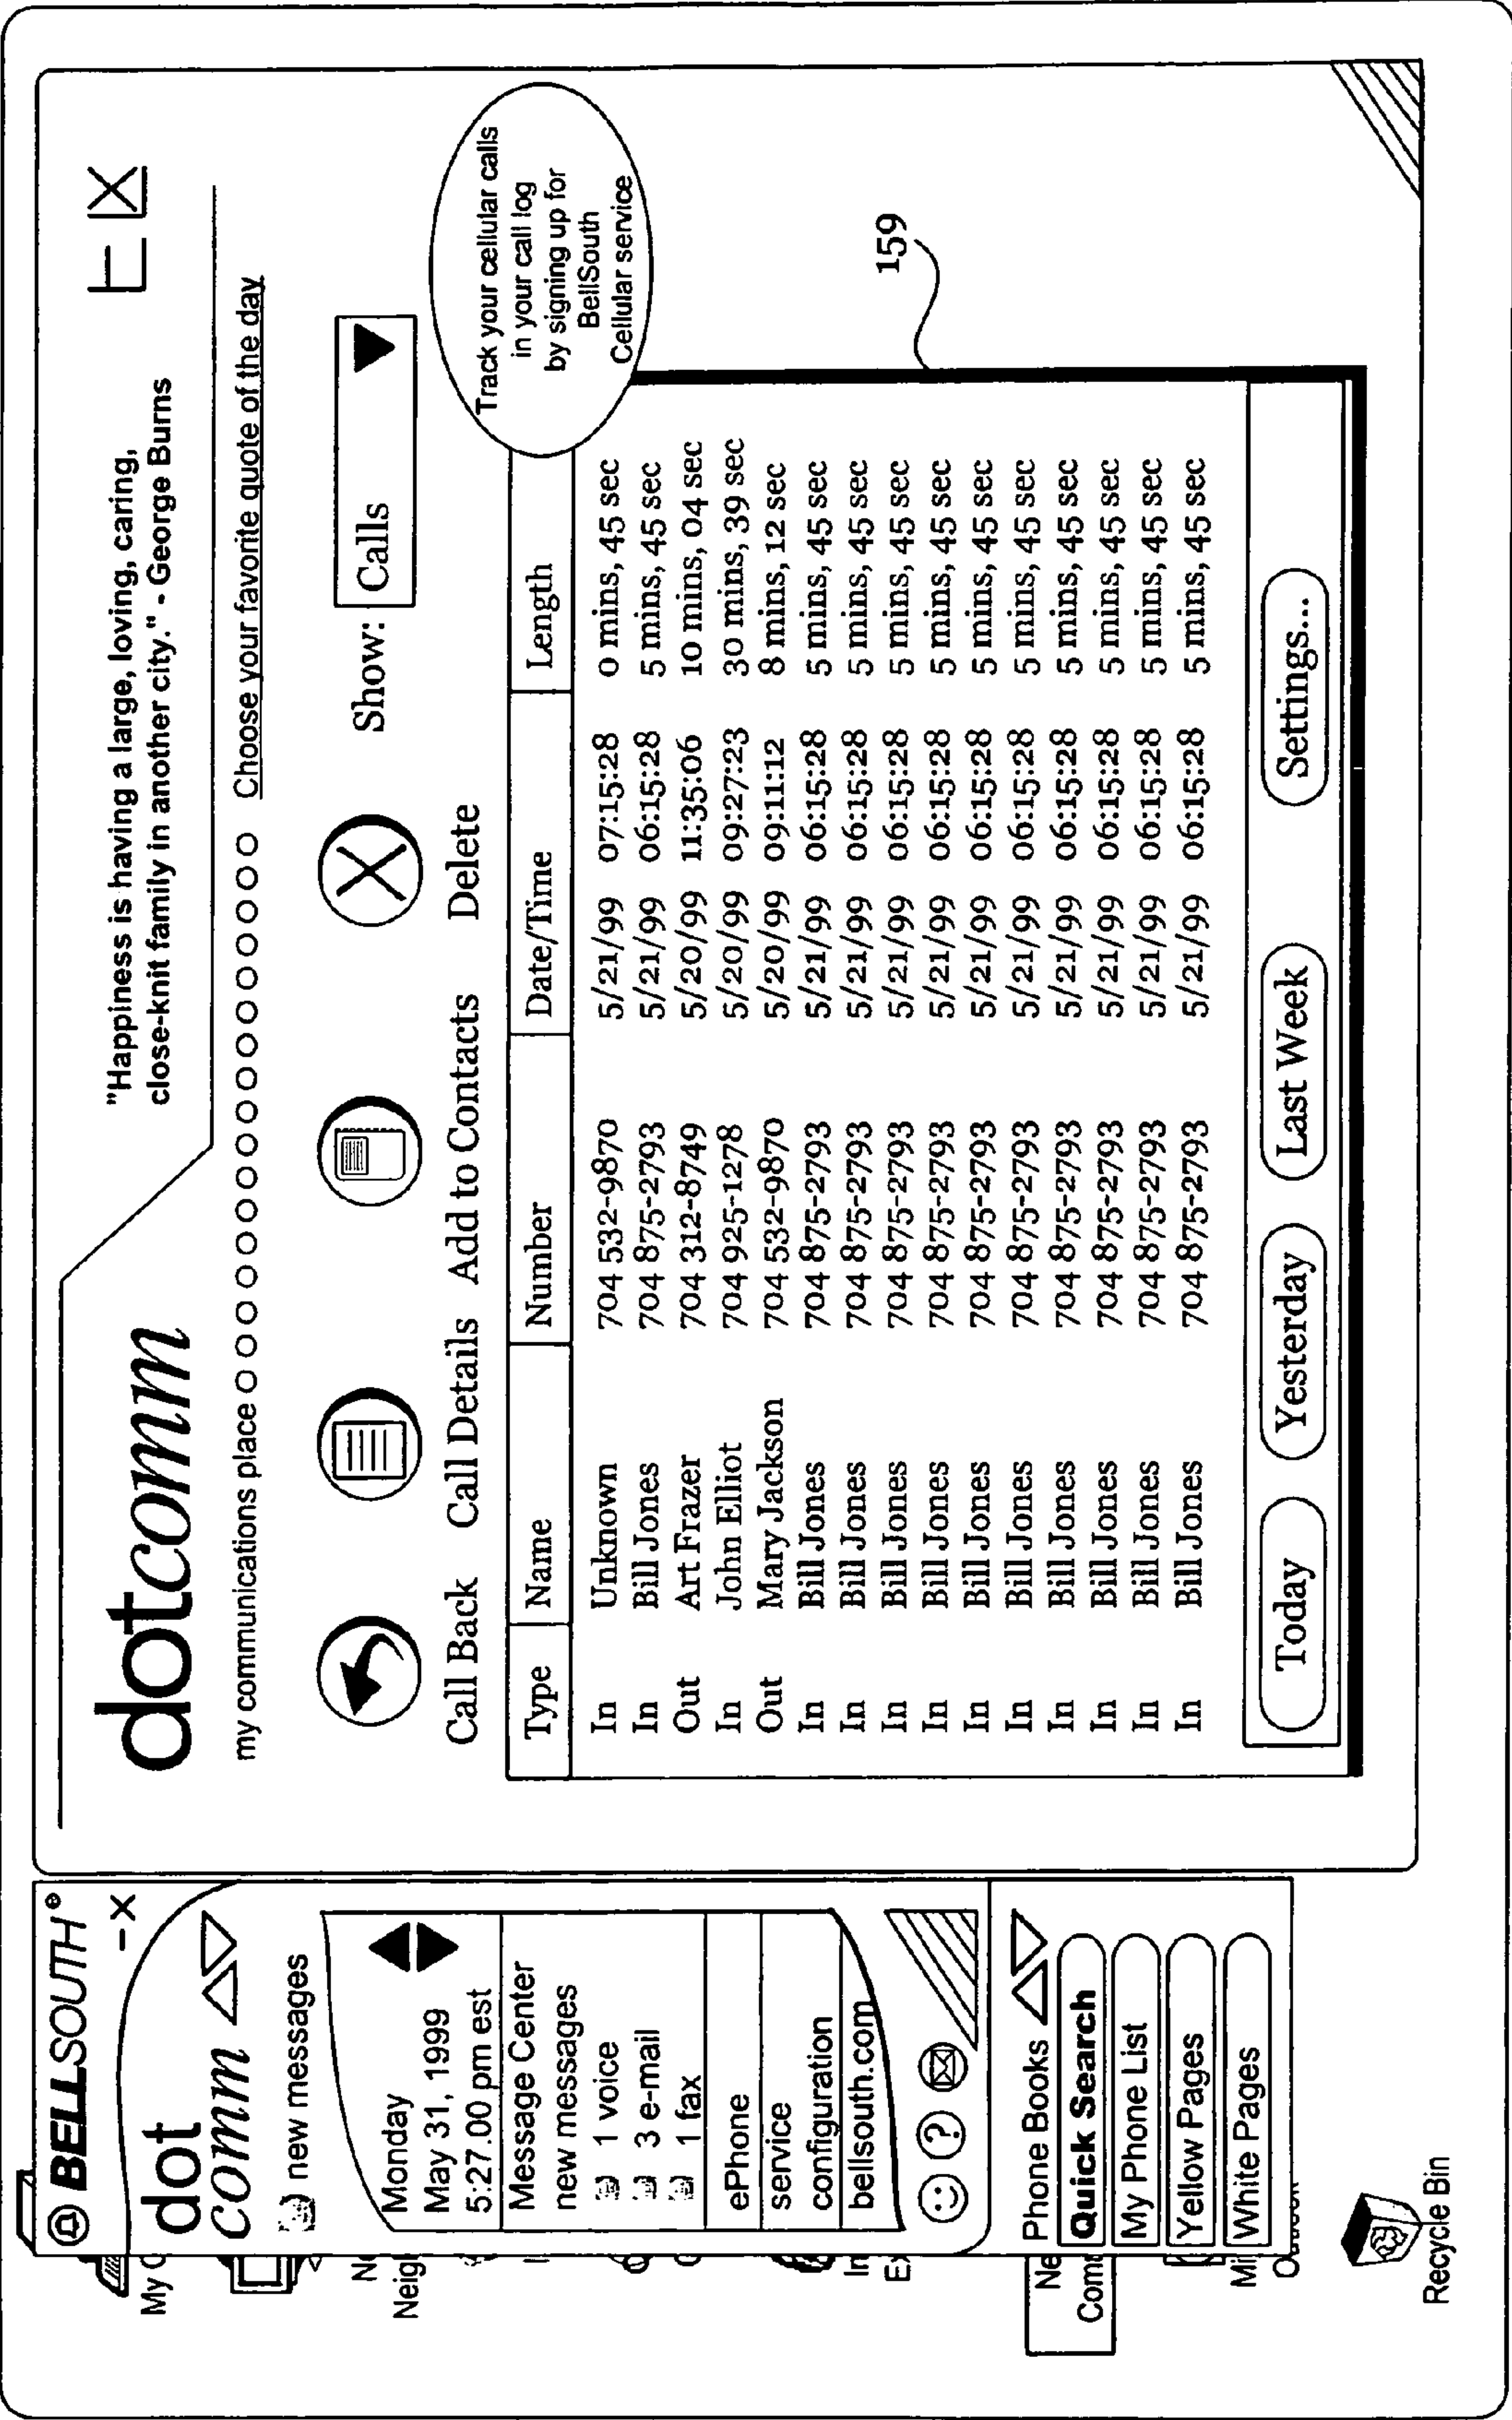 BELLSOUTH®
– X
dot
comm
new messages
Monday
May 31, 1999
5:27.00 pm est
Message Center
new messages
1 voice
3 e-mail
1 fax
ePhone
service
configuration
bellsouth.com
?
Phone Books
Quick Search
My Phone List
Yellow Pages
White Pages
My
Recycle Bin
dotcomm
"Happiness is having a large, loving, caring,
close-knit family in another city." - George Burns
my communications place Choose your favorite quote of the day
Show: Calls
Call Back Call Details Add to Contacts Delete
Track your cellular calls
in your call log
by signing up for
BellSouth
Cellular service
159
Type Name Number Date/Time Length
In Unknown 704 532-9870 5/21/99 07:15:28 0 mins, 45 sec
In Bill Jones 704 875-2793 5/21/99 06:15:28 5 mins, 45 sec
Out Art Frazer 704 312-8749 5/20/99 11:35:06 10 mins, 04 sec
In John Elliot 704 925-1278 5/20/99 09:27:23 30 mins, 39 sec
Out Mary Jackson 704 532-9870 5/20/99 09:11:12 8 mins, 12 sec
In Bill Jones 704 875-2793 5/21/99 06:15:28 5 mins, 45 sec
In Bill Jones 704 875-2793 5/21/99 06:15:28 5 mins, 45 sec
In Bill Jones 704 875-2793 5/21/99 06:15:28 5 mins, 45 sec
In Bill Jones 704 875-2793 5/21/99 06:15:28 5 mins, 45 sec
In Bill Jones 704 875-2793 5/21/99 06:15:28 5 mins, 45 sec
In Bill Jones 704 875-2793 5/21/99 06:15:28 5 mins, 45 sec
In Bill Jones 704 875-2793 5/21/99 06:15:28 5 mins, 45 sec
In Bill Jones 704 875-2793 5/21/99 06:15:28 5 mins, 45 sec
In Bill Jones 704 875-2793 5/21/99 06:15:28 5 mins, 45 sec
In Bill Jones 704 875-2793 5/21/99 06:15:28 5 mins, 45 sec
Today Yesterday Last Week Settings...